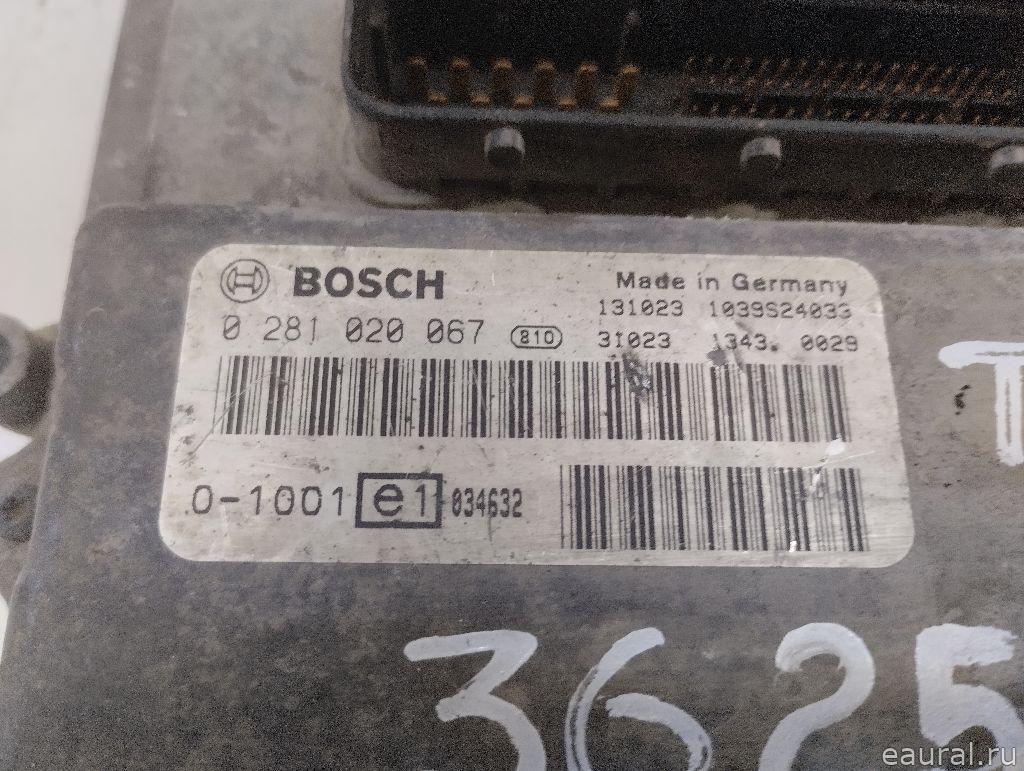 BOSCH
Made in Germany
131023 1039S24033
0 281 020 067 810
31023 1343. 0029
0-1001 e1 034632
T
3625
eaural.ru